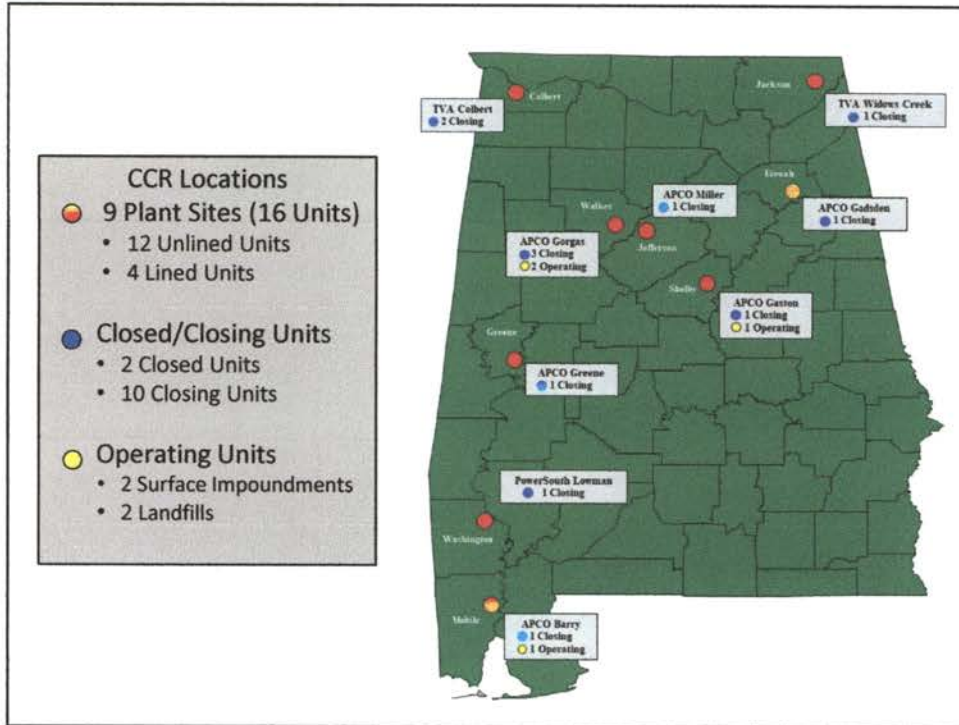 CCR Locations
9 Plant Sites (16 Units)
• 12 Unlined Units
• 4 Lined Units
Closed/Closing Units
• 2 Closed Units
• 10 Closing Units
Operating Units
• 2 Surface Impoundments
• 2 Landfills
Colbert
TVA Colbert
2 Closing
Jackson
TVA Widows Creek
1 Closing
Etowah
APCO Gadsden
1 Closing
APCO Miller
1 Closing
Walker
Jefferson
APCO Gorgas
3 Closing
2 Operating
Shelby
APCO Gaston
1 Closing
1 Operating
Greene
APCO Greene
1 Closing
PowerSouth Lowman
1 Closing
Washington
Mobile
APCO Barry
1 Closing
1 Operating